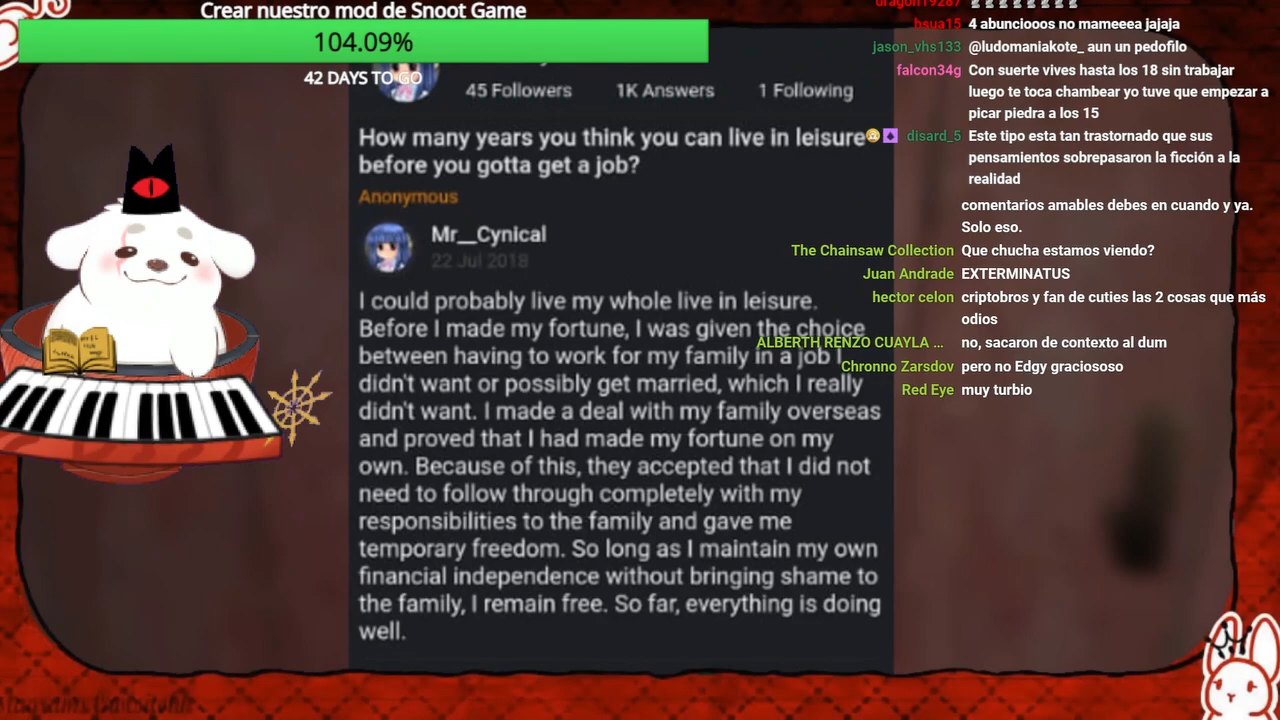 Crear nuestro mod de Snoot Game
104.09%
42 DAYS TO GO
45 Followers 1K Answers 1 Following
How many years you think you can live in leisure
before you gotta get a job?
Anonymous
Mr__Cynical
22 Jul 2018
I could probably live my whole live in leisure.
Before I made my fortune, I was given the choice
between having to work for my family in a job I
didn't want or possibly get married, which I really
didn't want. I made a deal with my family overseas
and proved that I had made my fortune on my
own. Because of this, they accepted that I did not
need to follow through completely with my
responsibilities to the family and gave me
temporary freedom. So long as I maintain my own
financial independence without bringing shame to
the family, I remain free. So far, everything is doing
well.
dragon19287
hsua15 4 abunciooos no mameeea jajaja
jason_vhs133 @ludomaniakote_ aun un pedofilo
falcon34g Con suerte vives hasta los 18 sin trabajar
luego te toca chambear yo tuve que empezar a
picar piedra a los 15
disard_5 Este tipo esta tan trastornado que sus
pensamientos sobrepasaron la ficción a la
realidad
comentarios amables debes en cuando y ya.
Solo eso.
The Chainsaw Collection Que chucha estamos viendo?
Juan Andrade EXTERMINATUS
hector celon criptobros y fan de cuties las 2 cosas que más
odios
ALBERTH RENZO CUAYLA ... no, sacaron de contexto al dum
Chronno Zarsdov pero no Edgy graciososo
Red Eye muy turbio